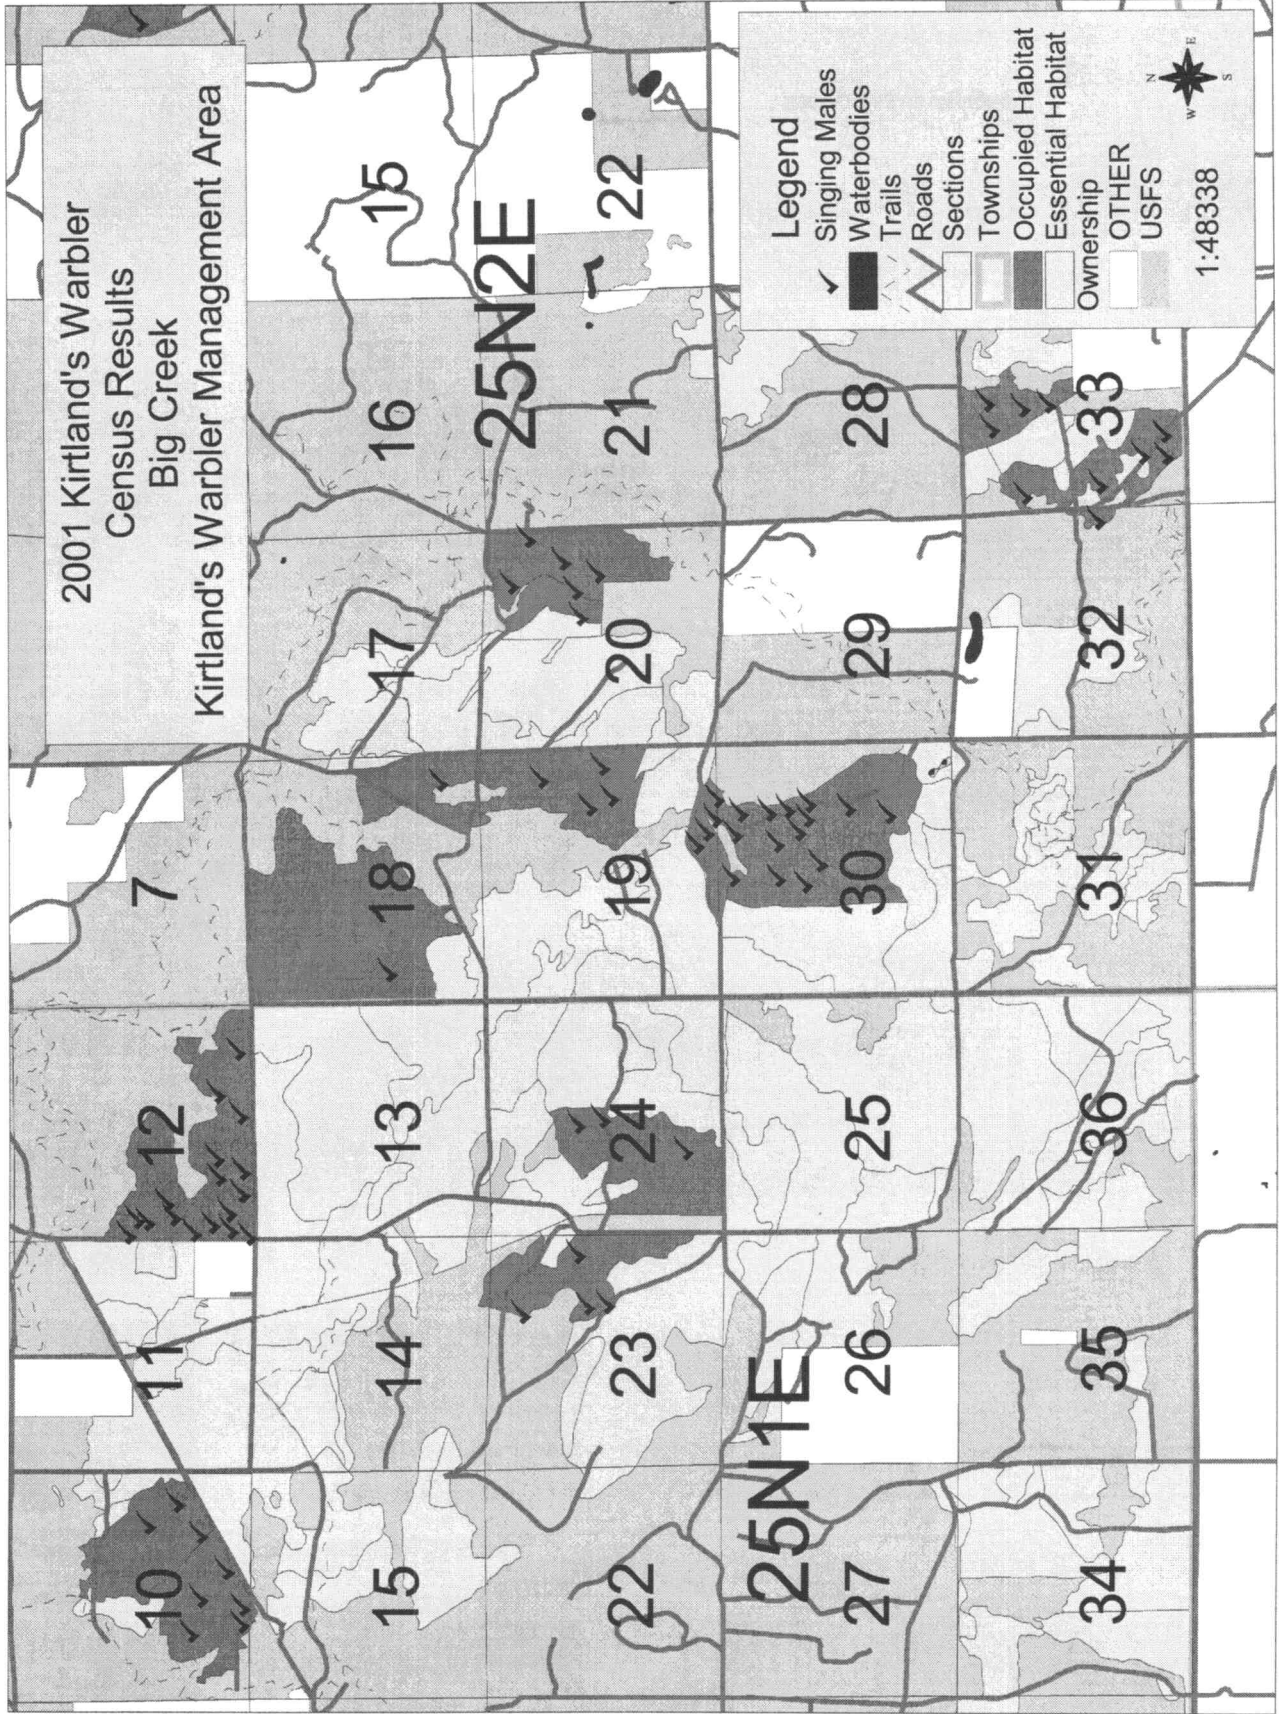 2001 Kirtland's Warbler
Census Results
Big Creek
Kirtland's Warbler Management Area
10 11 12 7
15 14 13 18 17 16 15
25N2E
22 23 24 19 20 21 22
25N1E
27 26 25 30 29 28
34 35 36 31 32 33
Legend
Singing Males
Waterbodies
Trails
Roads
Sections
Townships
Occupied Habitat
Essential Habitat
Ownership
OTHER
USFS
1:48338
N
W E
S